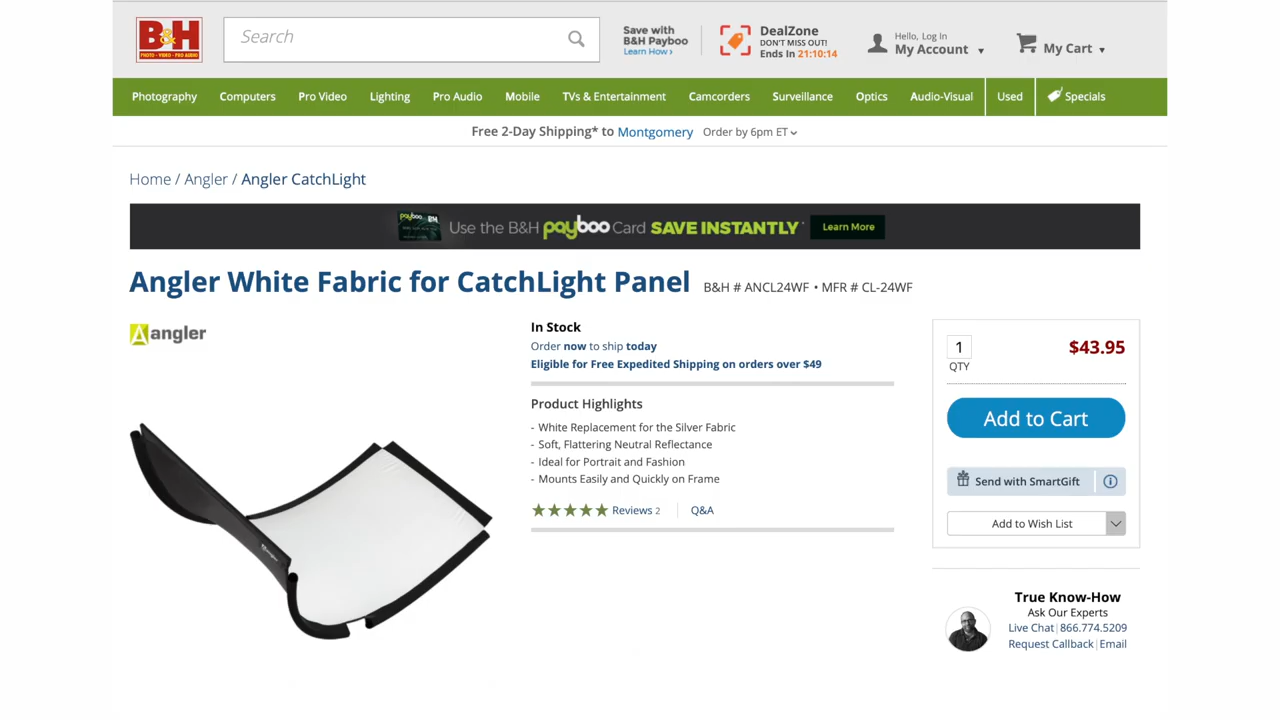 B&H
PHOTO - VIDEO - PRO AUDIO
Search
Save with
B&H Payboo
Learn How ›
DealZone
DON'T MISS OUT!
Ends In 21:10:14
Hello, Log In
My Account
My Cart
Photography Computers Pro Video Lighting Pro Audio Mobile TVs & Entertainment Camcorders Surveillance Optics Audio-Visual Used Specials
Free 2-Day Shipping* to Montgomery Order by 6pm ET
Home / Angler / Angler CatchLight
payboo B&H Use the B&H payboo Card SAVE INSTANTLY* Learn More
Angler White Fabric for CatchLight Panel B&H # ANCL24WF • MFR # CL-24WF
angler
In Stock
Order now to ship today
Eligible for Free Expedited Shipping on orders over $49
Product Highlights
- White Replacement for the Silver Fabric
- Soft, Flattering Neutral Reflectance
- Ideal for Portrait and Fashion
- Mounts Easily and Quickly on Frame
Reviews 2 | Q&A
1 $43.95
QTY
Add to Cart
Send with SmartGift
Add to Wish List
True Know-How
Ask Our Experts
Live Chat | 866.774.5209
Request Callback | Email
angler